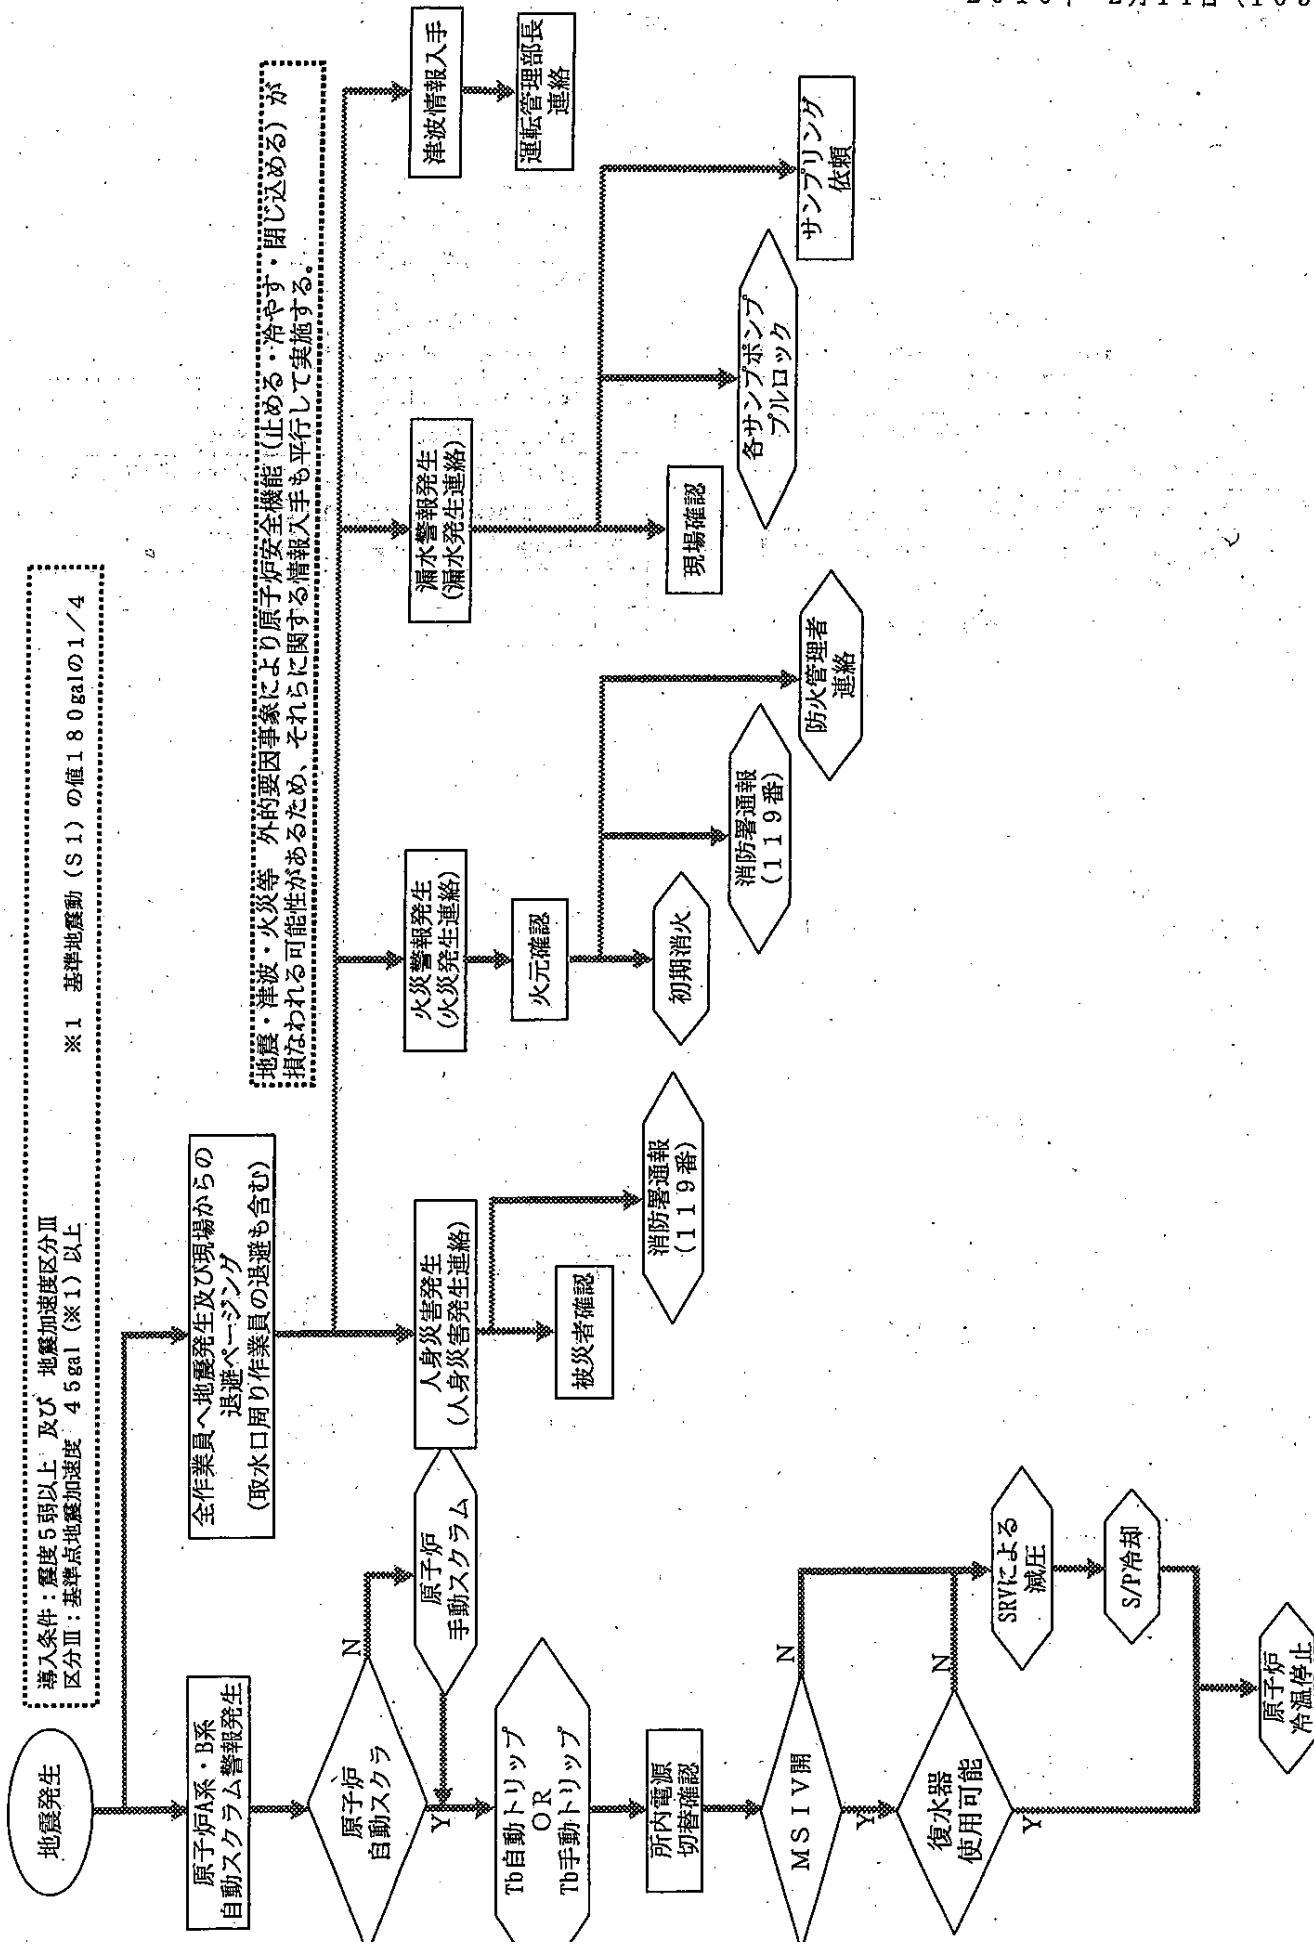 導入条件：震度5弱以上 及び 地震加速度区分Ⅲ
区分Ⅲ：基準点地震加速度 45gal（※1）以上
※1 基準地震動（S1）の値180galの1／4
地震発生
原子炉A系・B系
自動スクラム警報発生
原子炉
自動スクラ
N
Y
原子炉
手動スクラム
Tb自動トリップ
OR
Tb手動トリップ
所内電源
切替確認
MSIV開
N
Y
復水器
使用可能
N
Y
SRVによる
減圧
S/P冷却
原子炉
冷温停止
全作業員へ地震発生及び現場からの
退避ページング
（取水口周り作業員の退避も含む）
地震・津波・火災等 外的要因事象により原子炉安全機能（止める・冷やす・閉じ込める）が
損なわれる可能性があるため、それらに関する情報入手も平行して実施する。
人身災害発生
（人身災害発生連絡）
被災者確認
消防署通報
（119番）
火災警報発生
（火災発生連絡）
火元確認
初期消火
消防署通報
（119番）
防火管理者
連絡
漏水警報発生
（漏水発生連絡）
現場確認
各サンプポンプ
プルロック
サンプリング
依頼
津波情報入手
運転管理部長
連絡